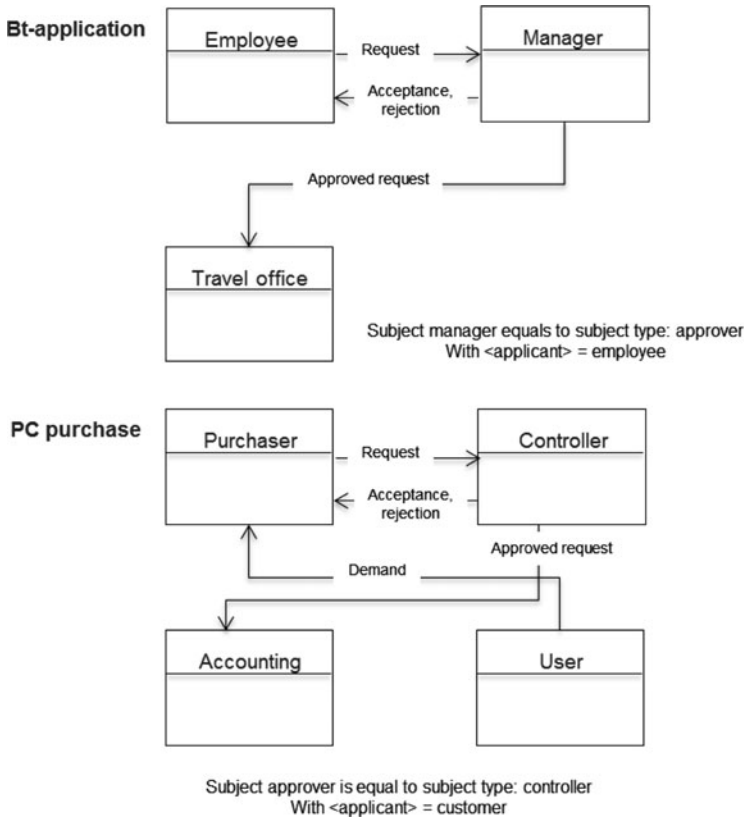 Bt-application
Employee
Request
Manager
Acceptance,
rejection
Approved request
Travel office
Subject manager equals to subject type: approver
With <applicant> = employee
PC purchase
Purchaser
Request
Controller
Acceptance,
rejection
Approved request
Demand
Accounting
User
Subject approver is equal to subject type: controller
With <applicant> = customer